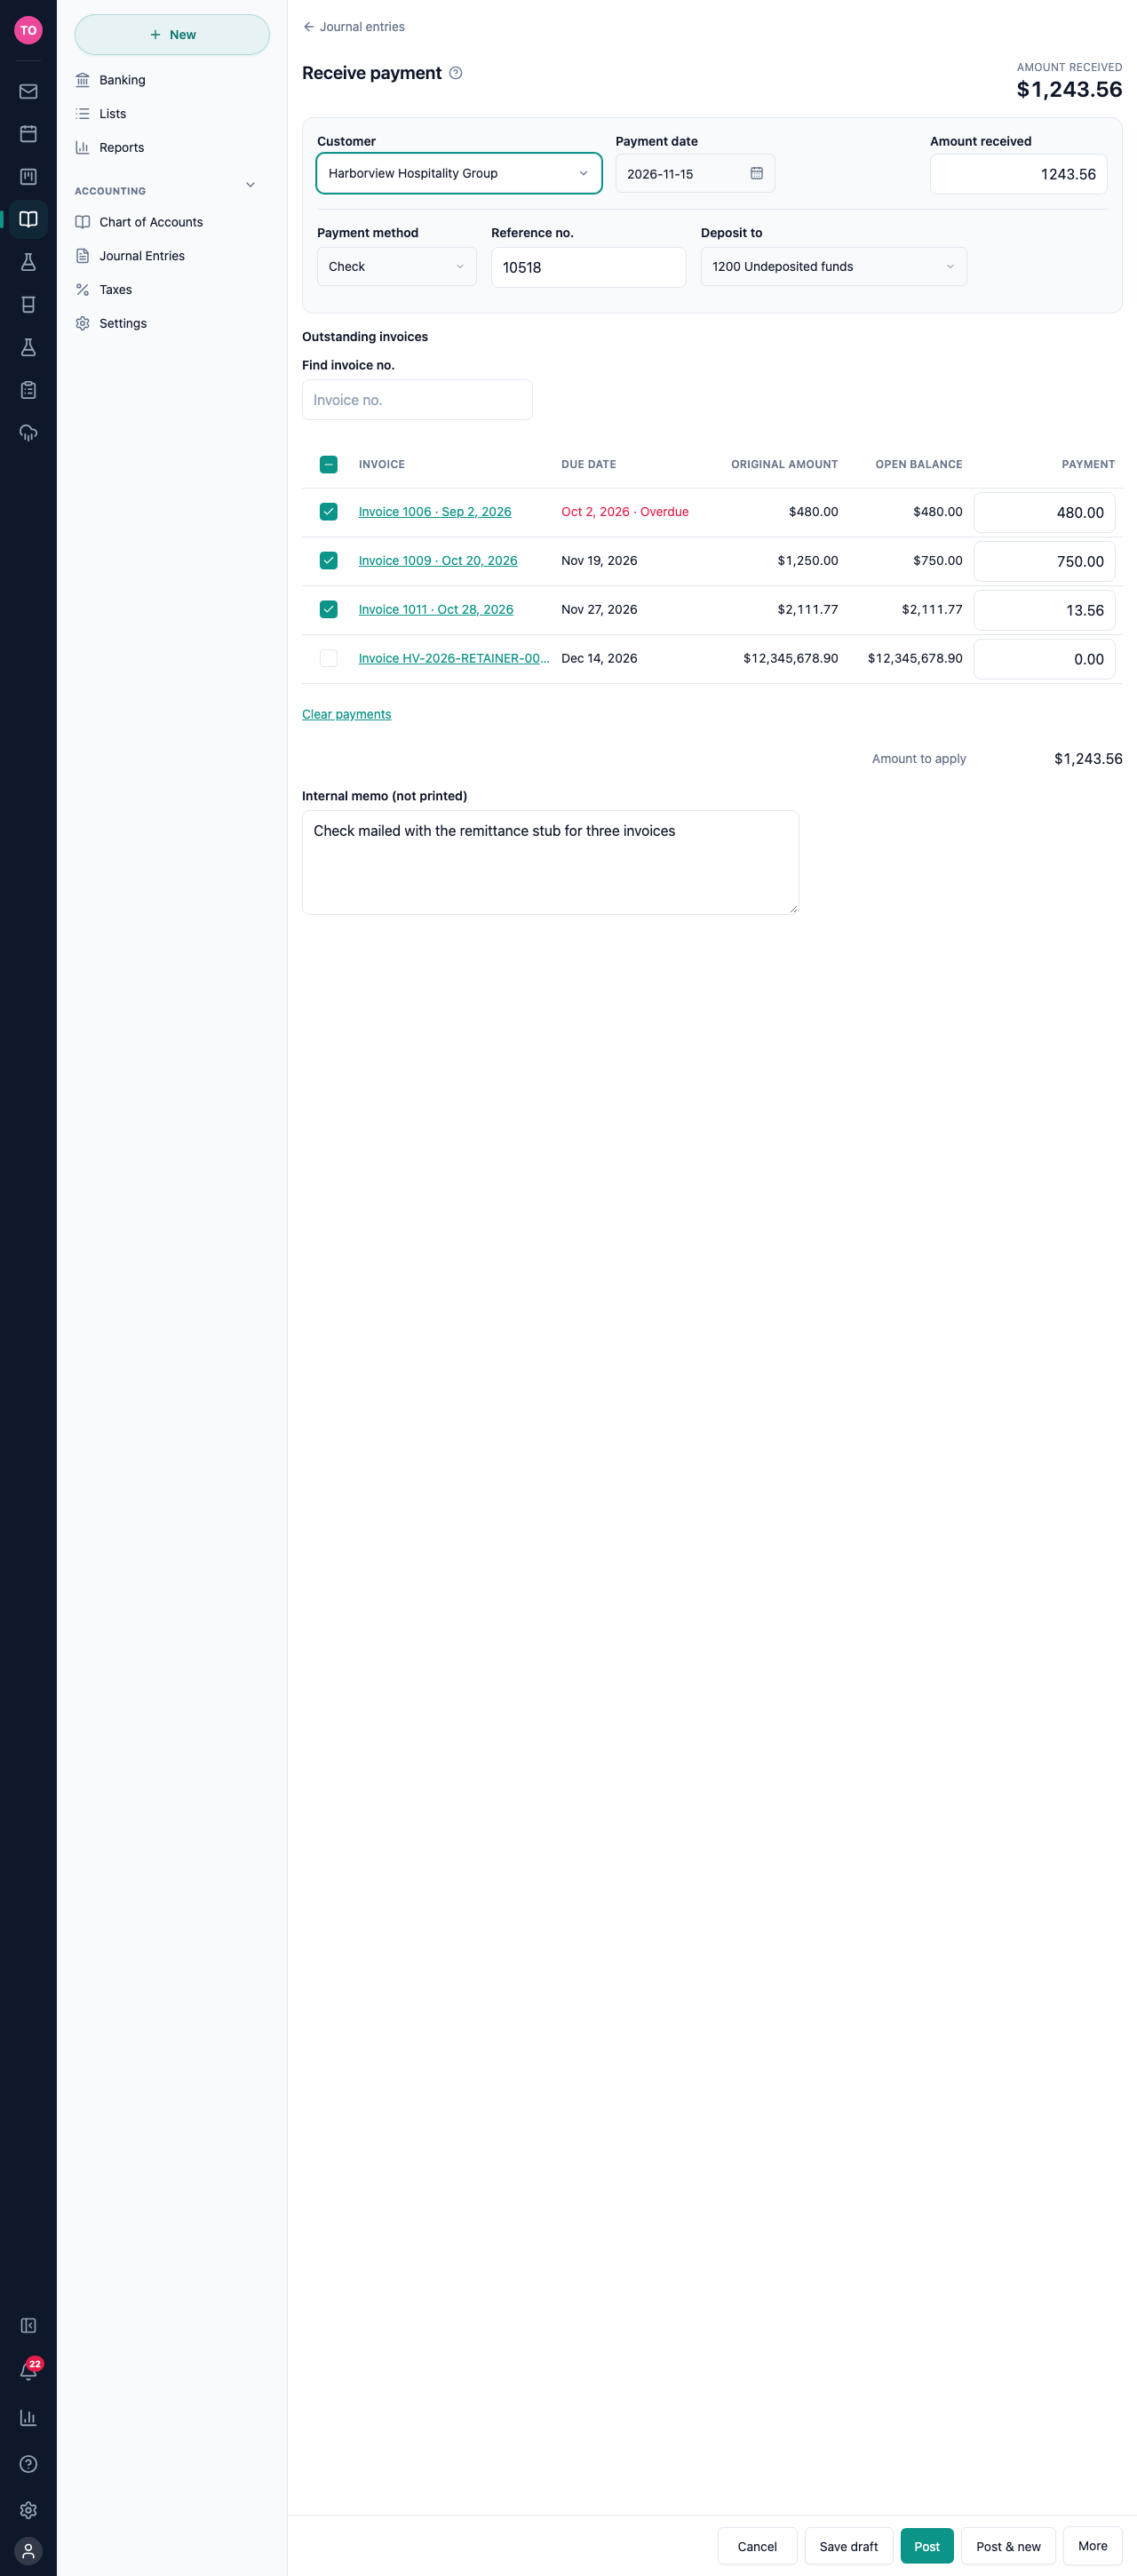 TO
New
Banking
Lists
Reports
ACCOUNTING
Chart of Accounts
Journal Entries
Taxes
Settings
22
Journal entries
Receive payment
AMOUNT RECEIVED
$1,243.56
Customer Payment date Amount received
Harborview Hospitality Group 2026-11-15 1243.56
Payment method Reference no. Deposit to
Check 10518 1200 Undeposited funds
Outstanding invoices
Find invoice no.
Invoice no.
INVOICE DUE DATE ORIGINAL AMOUNT OPEN BALANCE PAYMENT
Invoice 1006 · Sep 2, 2026 Oct 2, 2026 · Overdue $480.00 $480.00 480.00
Invoice 1009 · Oct 20, 2026 Nov 19, 2026 $1,250.00 $750.00 750.00
Invoice 1011 · Oct 28, 2026 Nov 27, 2026 $2,111.77 $2,111.77 13.56
Invoice HV-2026-RETAINER-00... Dec 14, 2026 $12,345,678.90 $12,345,678.90 0.00
Clear payments
Amount to apply $1,243.56
Internal memo (not printed)
Check mailed with the remittance stub for three invoices
Cancel Save draft Post Post & new More